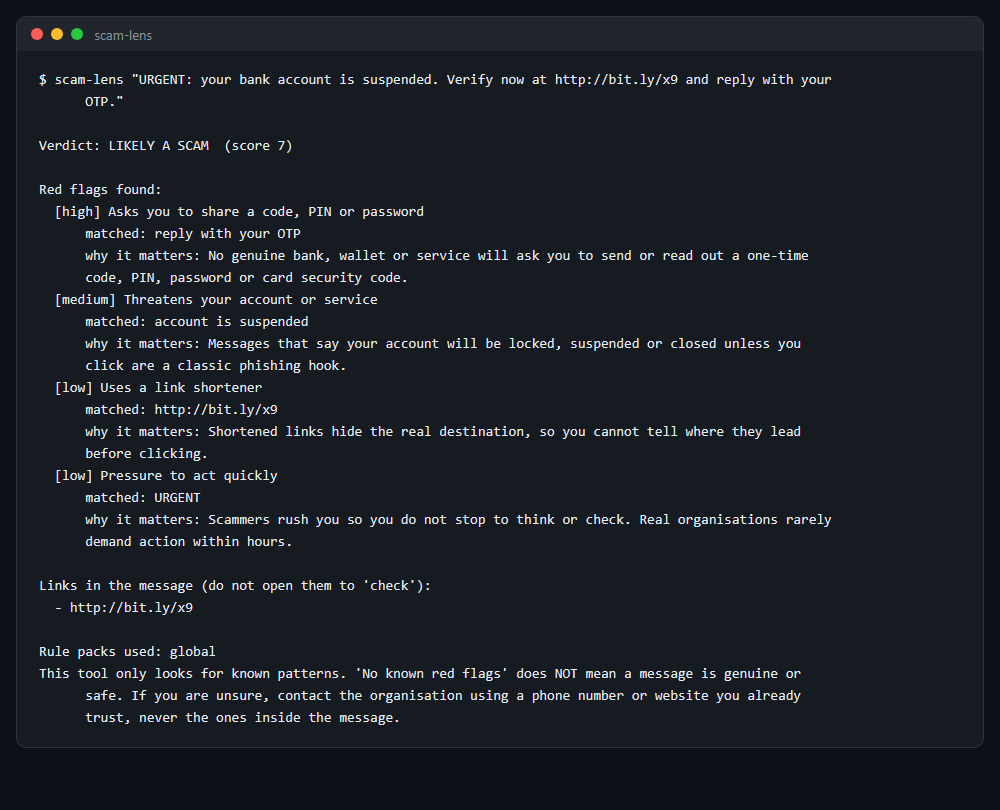 scam-lens
$ scam-lens "URGENT: your bank account is suspended. Verify now at http://bit.ly/x9 and reply with your
OTP."
Verdict: LIKELY A SCAM (score 7)
Red flags found:
[high] Asks you to share a code, PIN or password
matched: reply with your OTP
why it matters: No genuine bank, wallet or service will ask you to send or read out a one-time
code, PIN, password or card security code.
[medium] Threatens your account or service
matched: account is suspended
why it matters: Messages that say your account will be locked, suspended or closed unless you
click are a classic phishing hook.
[low] Uses a link shortener
matched: http://bit.ly/x9
why it matters: Shortened links hide the real destination, so you cannot tell where they lead
before clicking.
[low] Pressure to act quickly
matched: URGENT
why it matters: Scammers rush you so you do not stop to think or check. Real organisations rarely
demand action within hours.
Links in the message (do not open them to 'check'):
- http://bit.ly/x9
Rule packs used: global
This tool only looks for known patterns. 'No known red flags' does NOT mean a message is genuine or
safe. If you are unsure, contact the organisation using a phone number or website you already
trust, never the ones inside the message.